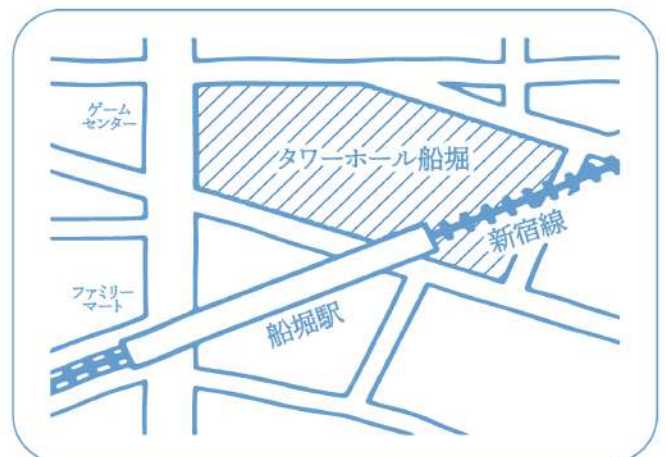 ゲーム
センター
タワーホール船堀
新宿線
ファミリー
マート
船堀駅